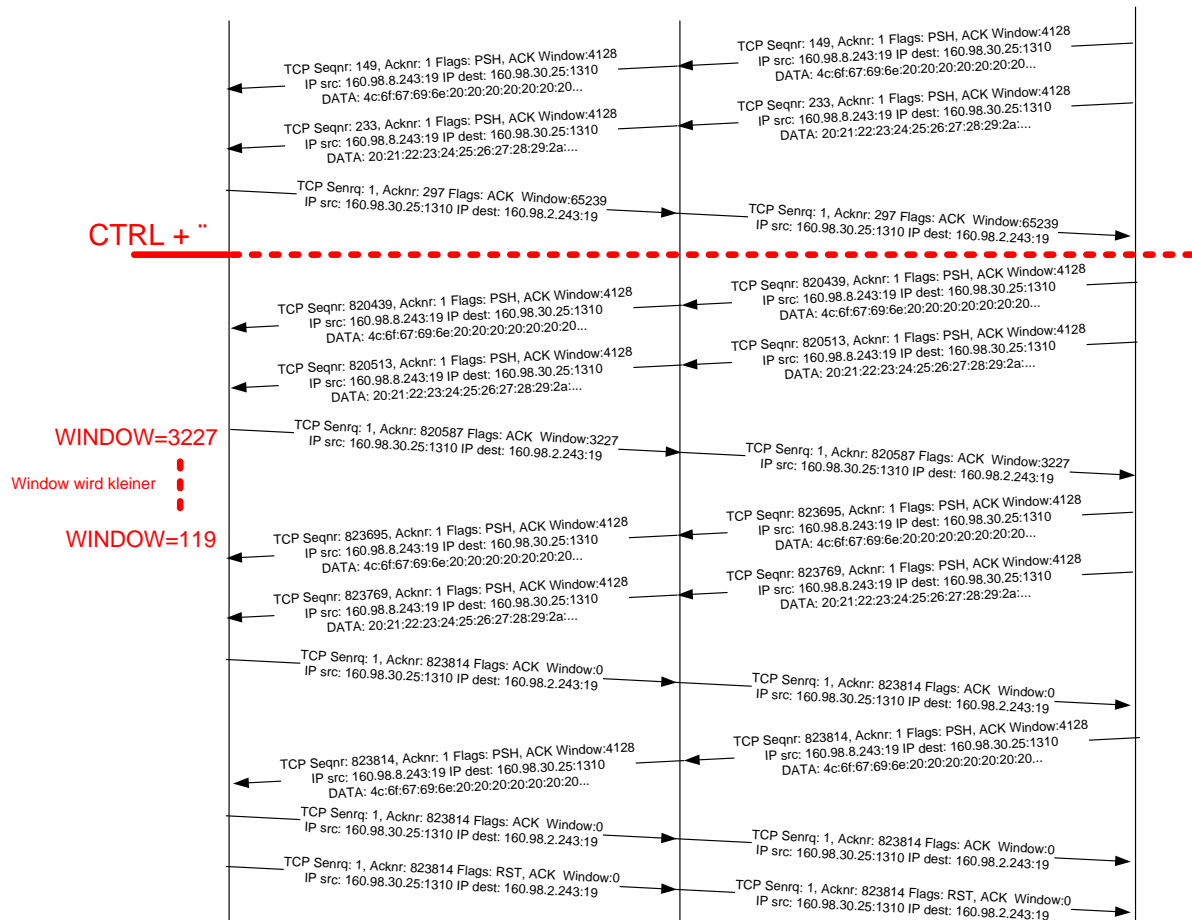 TCP Seqnr: 149, Acknr: 1 Flags: PSH, ACK Window:4128
IP src: 160.98.8.243:19 IP dest: 160.98.30.25:1310
DATA: 4c:6f:67:69:6e:20:20:20:20:20:20:20...
TCP Seqnr: 149, Acknr: 1 Flags: PSH, ACK Window:4128
IP src: 160.98.8.243:19 IP dest: 160.98.30.25:1310
DATA: 4c:6f:67:69:6e:20:20:20:20:20:20:20...
TCP Seqnr: 233, Acknr: 1 Flags: PSH, ACK Window:4128
IP src: 160.98.8.243:19 IP dest: 160.98.30.25:1310
DATA: 20:21:22:23:24:25:26:27:28:29:2a:...
TCP Seqnr: 233, Acknr: 1 Flags: PSH, ACK Window:4128
IP src: 160.98.8.243:19 IP dest: 160.98.30.25:1310
DATA: 20:21:22:23:24:25:26:27:28:29:2a:...
TCP Senrq: 1, Acknr: 297 Flags: ACK  Window:65239
IP src: 160.98.30.25:1310 IP dest: 160.98.2.243:19
TCP Senrq: 1, Acknr: 297 Flags: ACK  Window:65239
IP src: 160.98.30.25:1310 IP dest: 160.98.2.243:19
CTRL + ¨
TCP Seqnr: 820439, Acknr: 1 Flags: PSH, ACK Window:4128
IP src: 160.98.8.243:19 IP dest: 160.98.30.25:1310
DATA: 4c:6f:67:69:6e:20:20:20:20:20:20:20...
TCP Seqnr: 820439, Acknr: 1 Flags: PSH, ACK Window:4128
IP src: 160.98.8.243:19 IP dest: 160.98.30.25:1310
DATA: 4c:6f:67:69:6e:20:20:20:20:20:20:20...
TCP Seqnr: 820513, Acknr: 1 Flags: PSH, ACK Window:4128
IP src: 160.98.8.243:19 IP dest: 160.98.30.25:1310
DATA: 20:21:22:23:24:25:26:27:28:29:2a:...
TCP Seqnr: 820513, Acknr: 1 Flags: PSH, ACK Window:4128
IP src: 160.98.8.243:19 IP dest: 160.98.30.25:1310
DATA: 20:21:22:23:24:25:26:27:28:29:2a:...
WINDOW=3227
TCP Senrq: 1, Acknr: 820587 Flags: ACK  Window:3227
IP src: 160.98.30.25:1310 IP dest: 160.98.2.243:19
TCP Senrq: 1, Acknr: 820587 Flags: ACK  Window:3227
IP src: 160.98.30.25:1310 IP dest: 160.98.2.243:19
Window wird kleiner
WINDOW=119
TCP Seqnr: 823695, Acknr: 1 Flags: PSH, ACK Window:4128
IP src: 160.98.8.243:19 IP dest: 160.98.30.25:1310
DATA: 4c:6f:67:69:6e:20:20:20:20:20:20:20...
TCP Seqnr: 823695, Acknr: 1 Flags: PSH, ACK Window:4128
IP src: 160.98.8.243:19 IP dest: 160.98.30.25:1310
DATA: 4c:6f:67:69:6e:20:20:20:20:20:20:20...
TCP Seqnr: 823769, Acknr: 1 Flags: PSH, ACK Window:4128
IP src: 160.98.8.243:19 IP dest: 160.98.30.25:1310
DATA: 20:21:22:23:24:25:26:27:28:29:2a:...
TCP Seqnr: 823769, Acknr: 1 Flags: PSH, ACK Window:4128
IP src: 160.98.8.243:19 IP dest: 160.98.30.25:1310
DATA: 20:21:22:23:24:25:26:27:28:29:2a:...
TCP Senrq: 1, Acknr: 823814 Flags: ACK  Window:0
IP src: 160.98.30.25:1310 IP dest: 160.98.2.243:19
TCP Senrq: 1, Acknr: 823814 Flags: ACK  Window:0
IP src: 160.98.30.25:1310 IP dest: 160.98.2.243:19
TCP Seqnr: 823814, Acknr: 1 Flags: PSH, ACK Window:4128
IP src: 160.98.8.243:19 IP dest: 160.98.30.25:1310
DATA: 4c:6f:67:69:6e:20:20:20:20:20:20:20...
TCP Seqnr: 823814, Acknr: 1 Flags: PSH, ACK Window:4128
IP src: 160.98.8.243:19 IP dest: 160.98.30.25:1310
DATA: 4c:6f:67:69:6e:20:20:20:20:20:20:20...
TCP Senrq: 1, Acknr: 823814 Flags: ACK  Window:0
IP src: 160.98.30.25:1310 IP dest: 160.98.2.243:19
TCP Senrq: 1, Acknr: 823814 Flags: ACK  Window:0
IP src: 160.98.30.25:1310 IP dest: 160.98.2.243:19
TCP Senrq: 1, Acknr: 823814 Flags: RST, ACK  Window:0
IP src: 160.98.30.25:1310 IP dest: 160.98.2.243:19
TCP Senrq: 1, Acknr: 823814 Flags: RST, ACK  Window:0
IP src: 160.98.30.25:1310 IP dest: 160.98.2.243:19